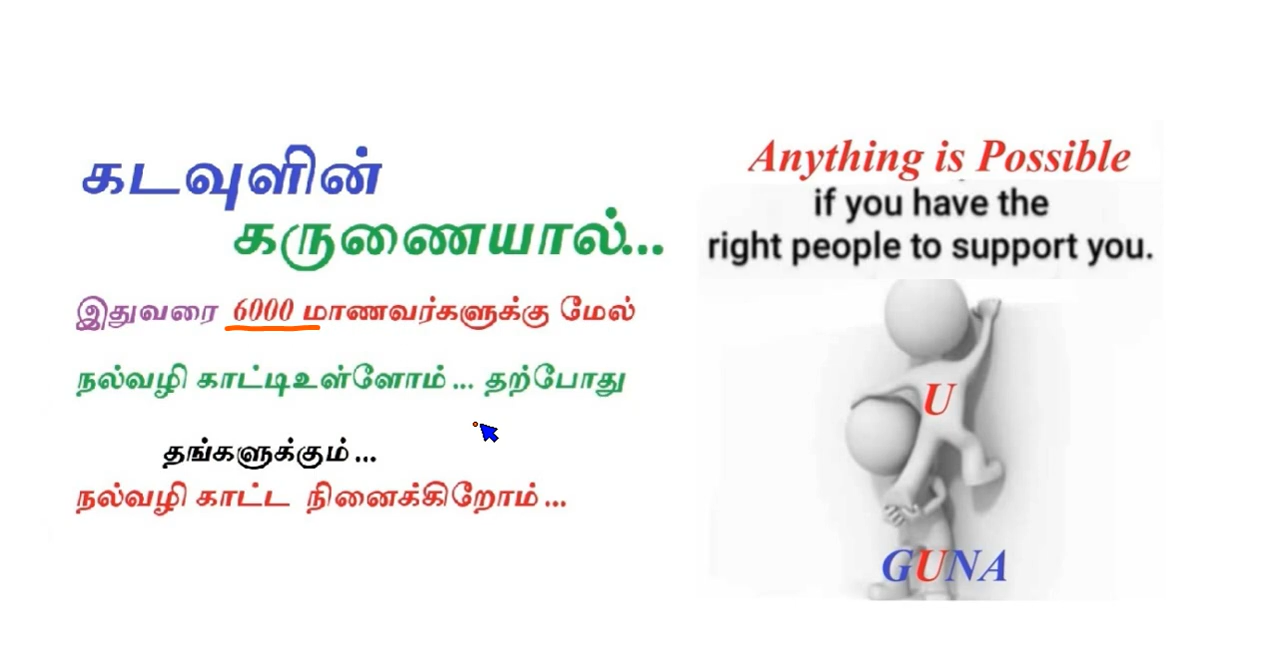 கடவுளின்
கருணையால்...
இதுவரை 6000 மாணவர்களுக்கு மேல்
நல்வழி காட்டிஉள்ளோம் ... தற்போது
தங்களுக்கும் ...
நல்வழி காட்ட நினைக்கிறோம் ...
Anything is Possible
if you have the
right people to support you.
U
GUNA